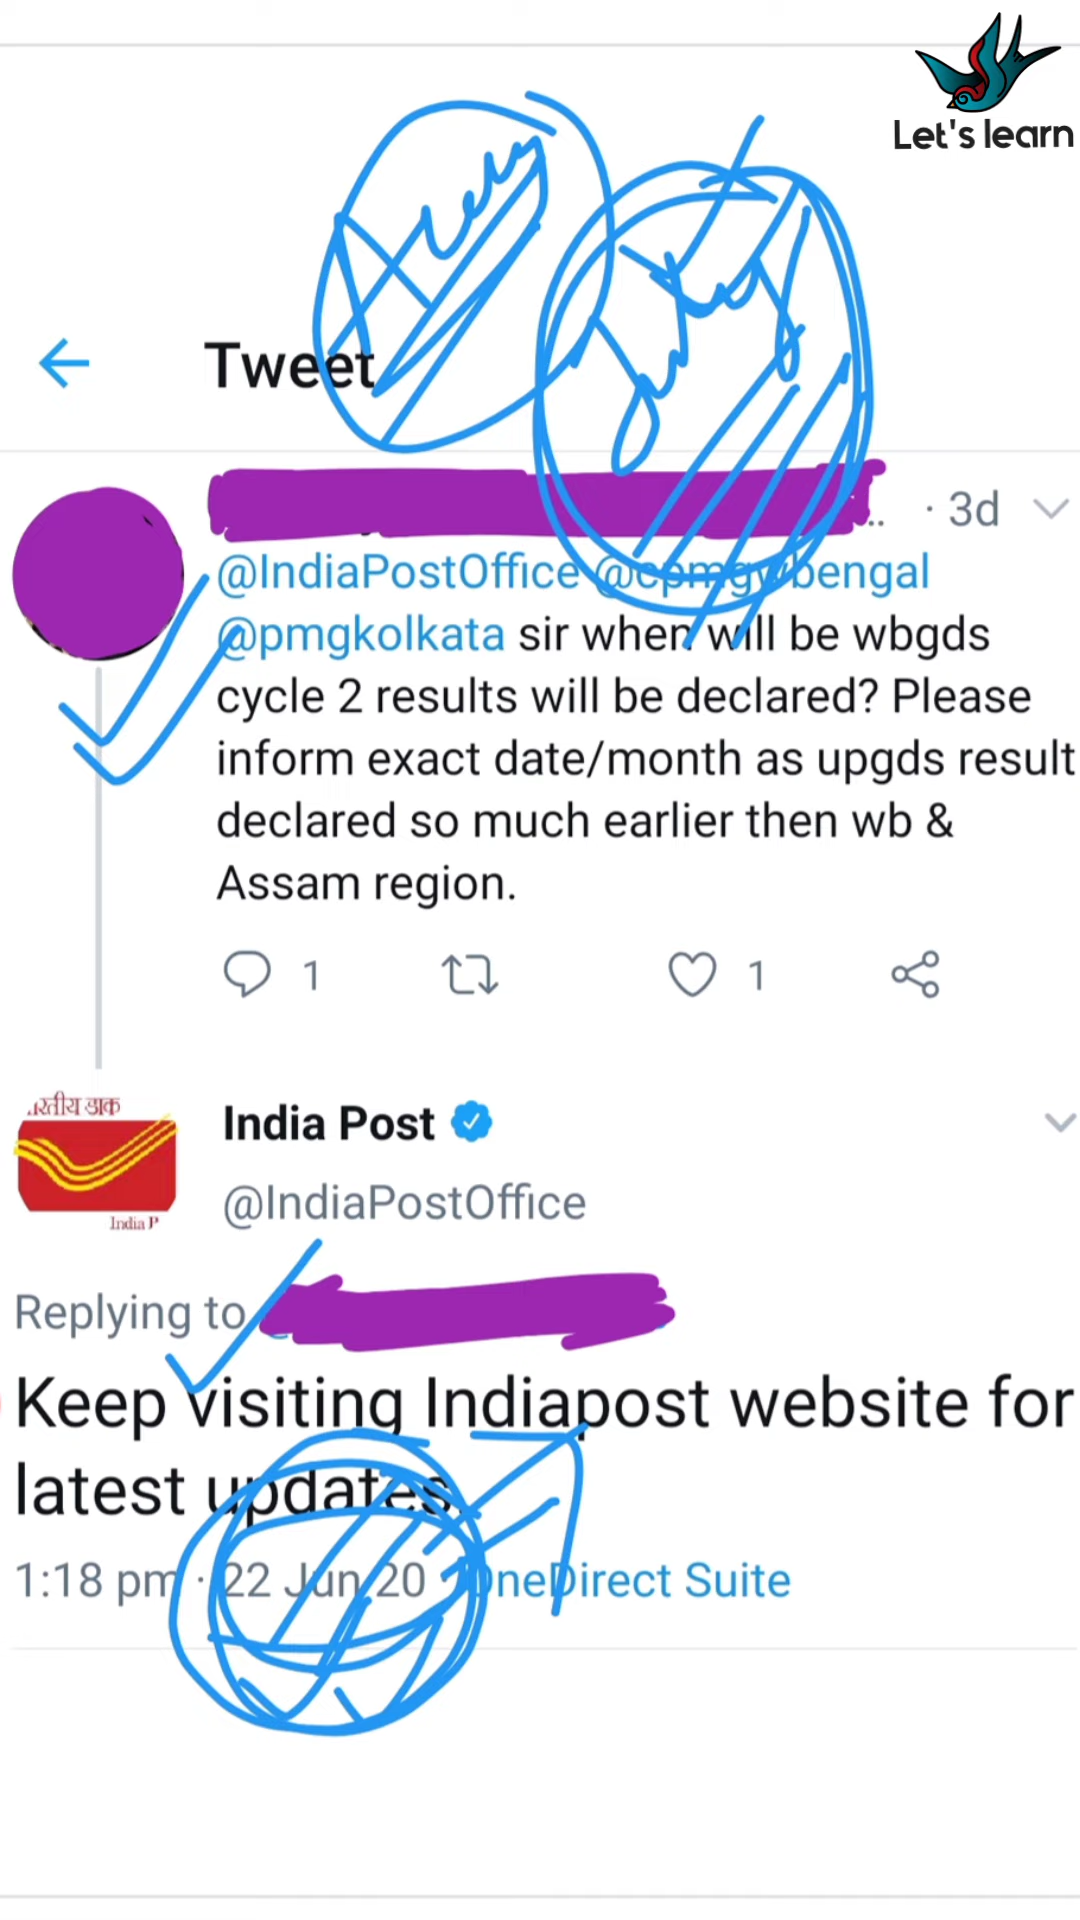 Let's learn
Tweet
.. · 3d
@IndiaPostOffice @cpmgwbengal
@pmgkolkata sir when will be wbgds
cycle 2 results will be declared? Please
inform exact date/month as upgds result
declared so much earlier then wb &
Assam region.
1 1
.रतीय डाक
India P
India Post
@IndiaPostOffice
Replying to
Keep visiting Indiapost website for
latest updates
1:18 pm · 22 Jun 20 · OneDirect Suite